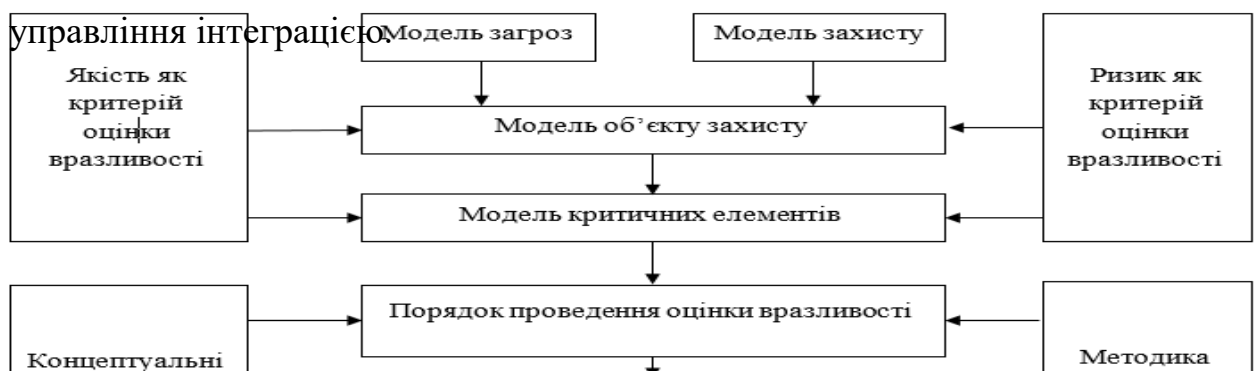 управління інтеграцією.
Модель загроз
Модель захисту
Якість як
критерій
оцінки
вразливості
Ризик як
критерій
оцінки
вразливості
Модель об’єкту захисту
Модель критичних елементів
Порядок проведення оцінки вразливості
Концептуальні
Методика